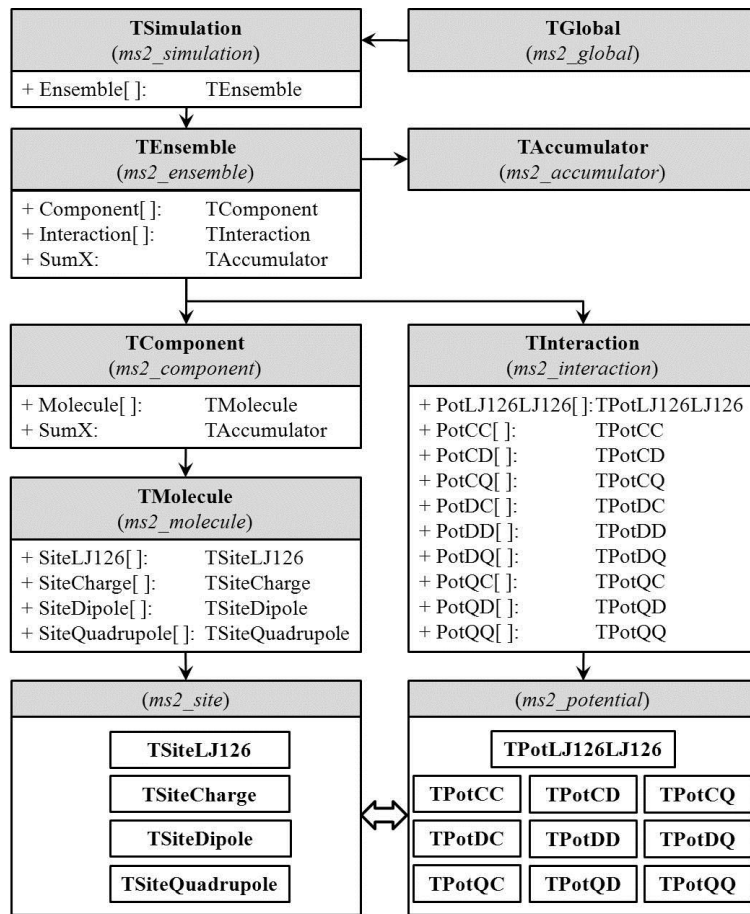 TSimulation
(ms2_simulation)
+ Ensemble[ ]: TEnsemble
TGlobal
(ms2_global)
TEnsemble
(ms2_ensemble)
+ Component[ ]: TComponent
+ Interaction[ ]: TInteraction
+ SumX: TAccumulator
TAccumulator
(ms2_accumulator)
TComponent
(ms2_component)
+ Molecule[ ]: TMolecule
+ SumX: TAccumulator
TMolecule
(ms2_molecule)
+ SiteLJ126[ ]: TSiteLJ126
+ SiteCharge[ ]: TSiteCharge
+ SiteDipole[ ]: TSiteDipole
+ SiteQuadrupole[ ]: TSiteQuadrupole
TInteraction
(ms2_interaction)
+ PotLJ126LJ126[ ]: TPotLJ126LJ126
+ PotCC[ ]: TPotCC
+ PotCD[ ]: TPotCD
+ PotCQ[ ]: TPotCQ
+ PotDC[ ]: TPotDC
+ PotDD[ ]: TPotDD
+ PotDQ[ ]: TPotDQ
+ PotQC[ ]: TPotQC
+ PotQD[ ]: TPotQD
+ PotQQ[ ]: TPotQQ
(ms2_site)
TSiteLJ126
TSiteCharge
TSiteDipole
TSiteQuadrupole
(ms2_potential)
TPotLJ126LJ126
TPotCC TPotCD TPotCQ
TPotDC TPotDD TPotDQ
TPotQC TPotQD TPotQQ